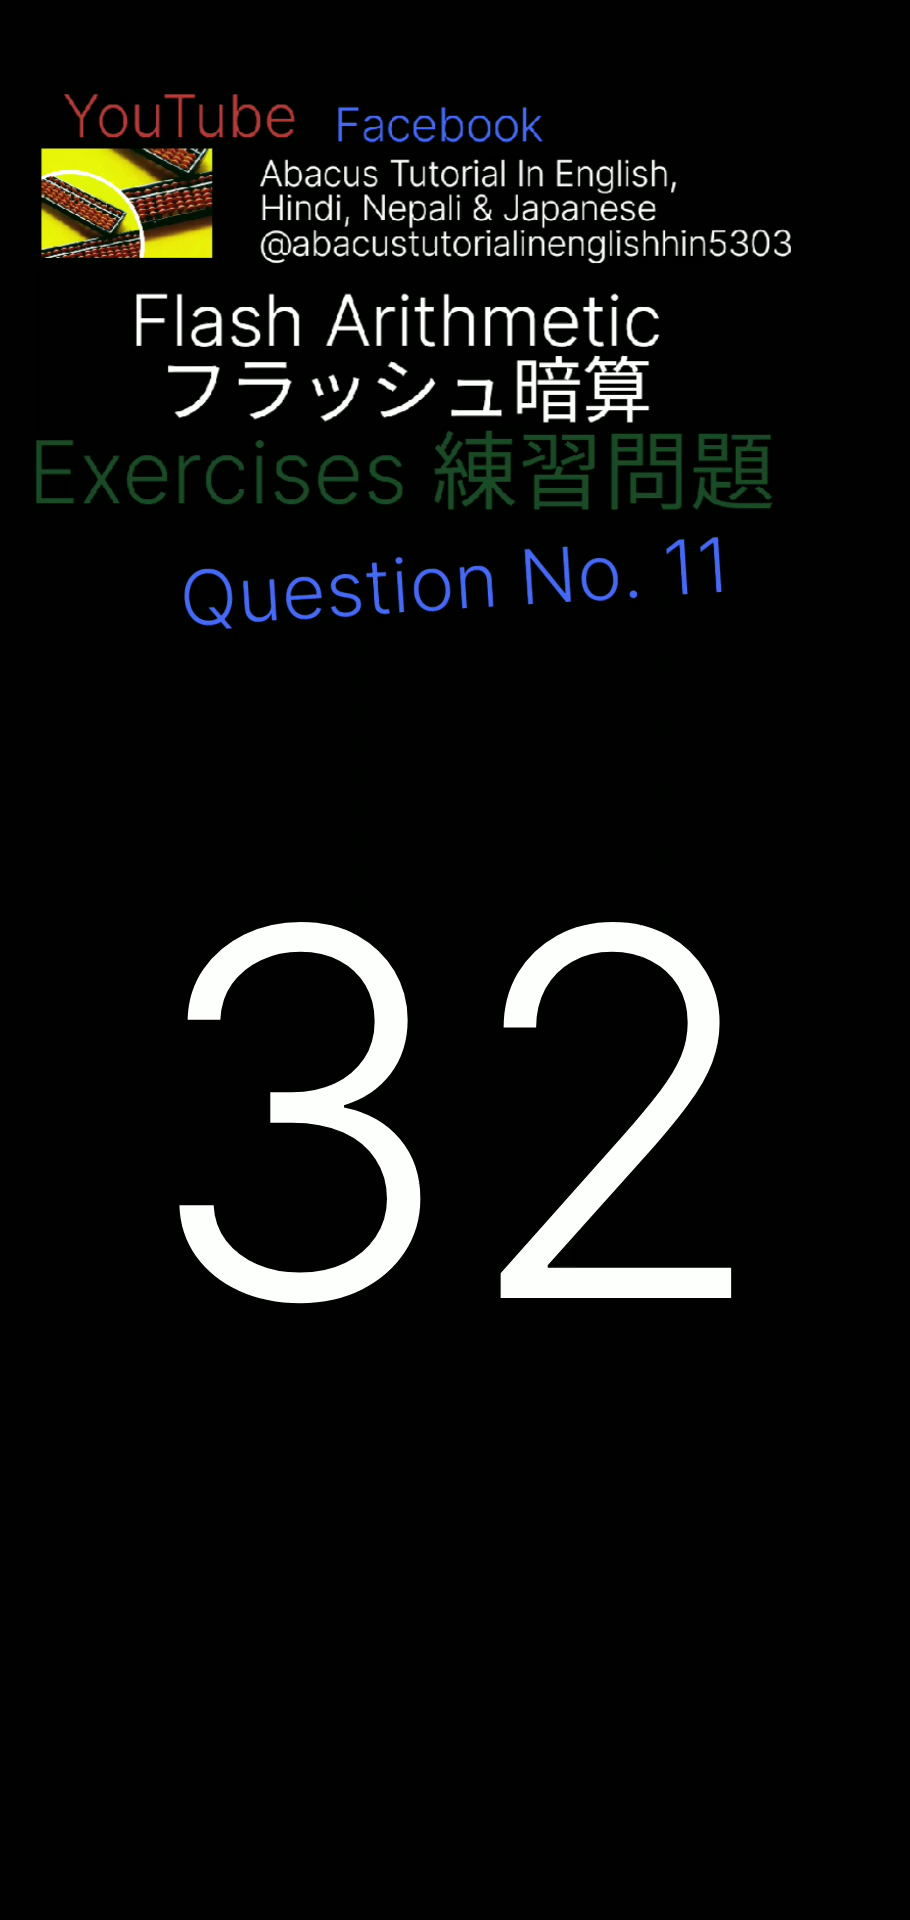 YouTube Facebook
Abacus Tutorial In English,
Hindi, Nepali & Japanese
@abacustutorialinenglishhin5303
Flash Arithmetic
フラッシュ暗算
Exercises 練習問題
Question No. 11
32